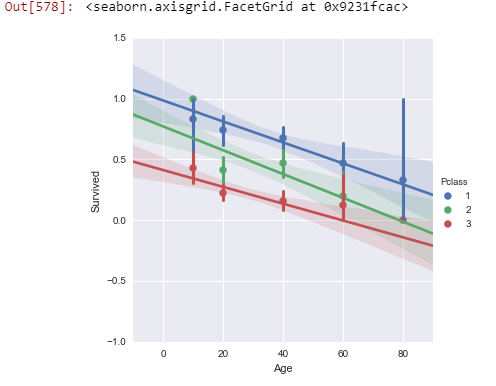 Out[578]: <seaborn.axisgrid.FacetGrid at 0x9231fcac>
1.5
1.0
0.5
0.0
−0.5
−1.0
Survived
0 20 40 60 80
Age
Pclass
1
2
3